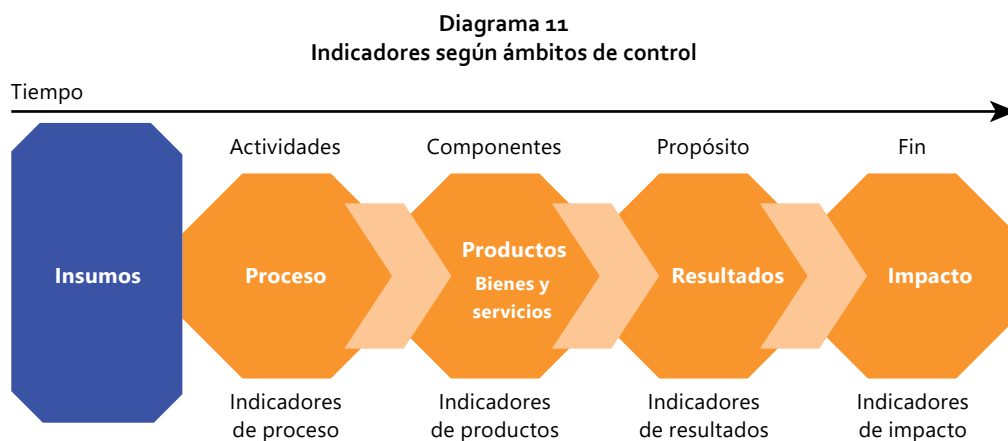 Diagrama 11
Indicadores según ámbitos de control
Tiempo
Actividades
Componentes
Propósito
Fin
Insumos
Proceso
Productos
Bienes y
servicios
Resultados
Impacto
Indicadores
de proceso
Indicadores
de productos
Indicadores
de resultados
Indicadores
de impacto